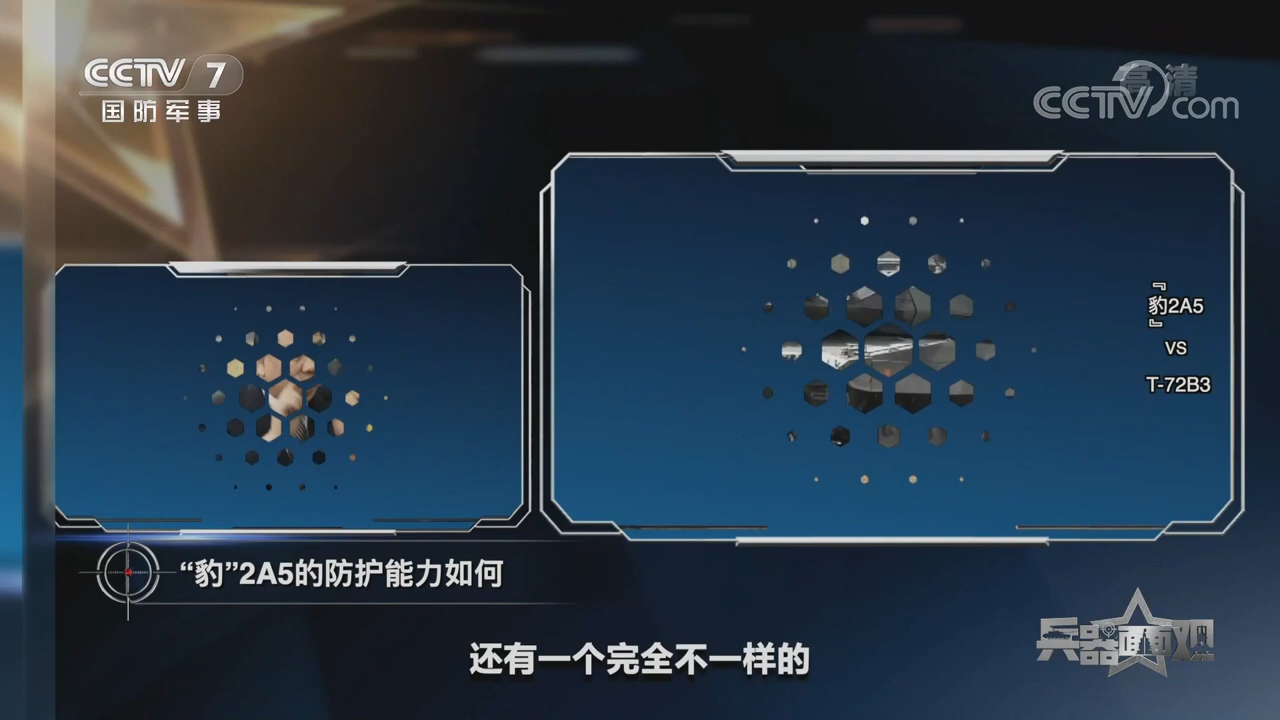 CCTV 7
国防军事
高清
CCTV.com
『豹2A5』
VS
T-72B3
“豹”2A5的防护能力如何
还有一个完全不一样的
兵器面面观